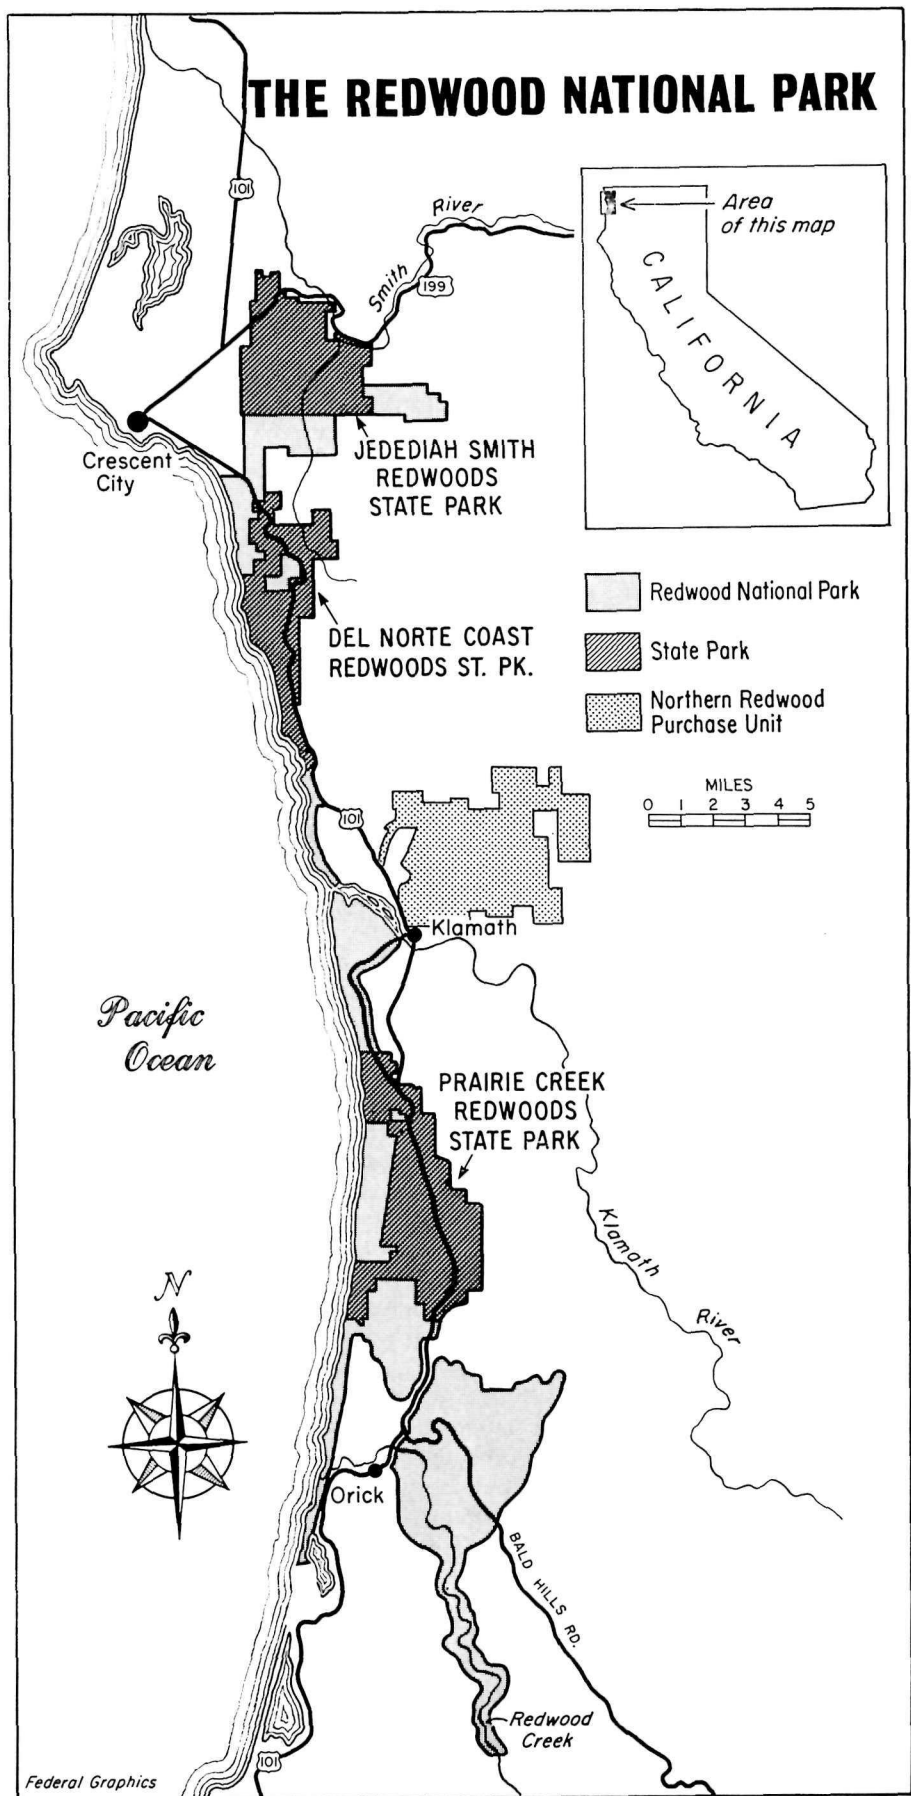 THE REDWOOD NATIONAL PARK
101
River
Smith
199
Area
of this map
CALIFORNIA
Crescent
City
JEDEDIAH SMITH
REDWOODS
STATE PARK
Redwood National Park
State Park
Northern Redwood
Purchase Unit
DEL NORTE COAST
REDWOODS ST. PK.
MILES
0 1 2 3 4 5
101
Klamath
Pacific
Ocean
PRAIRIE CREEK
REDWOODS
STATE PARK
Klamath
River
N
Orick
BALD HILLS RD.
Redwood
Creek
101
Federal Graphics